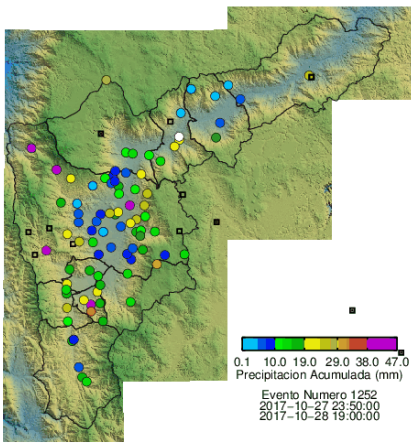 0.1 10.0 19.0 29.0 38.0 47.0
Precipitacion Acumulada (mm)
Evento Numero 1252
2017-10-27 23:50:00
2017-10-28 19:00:00